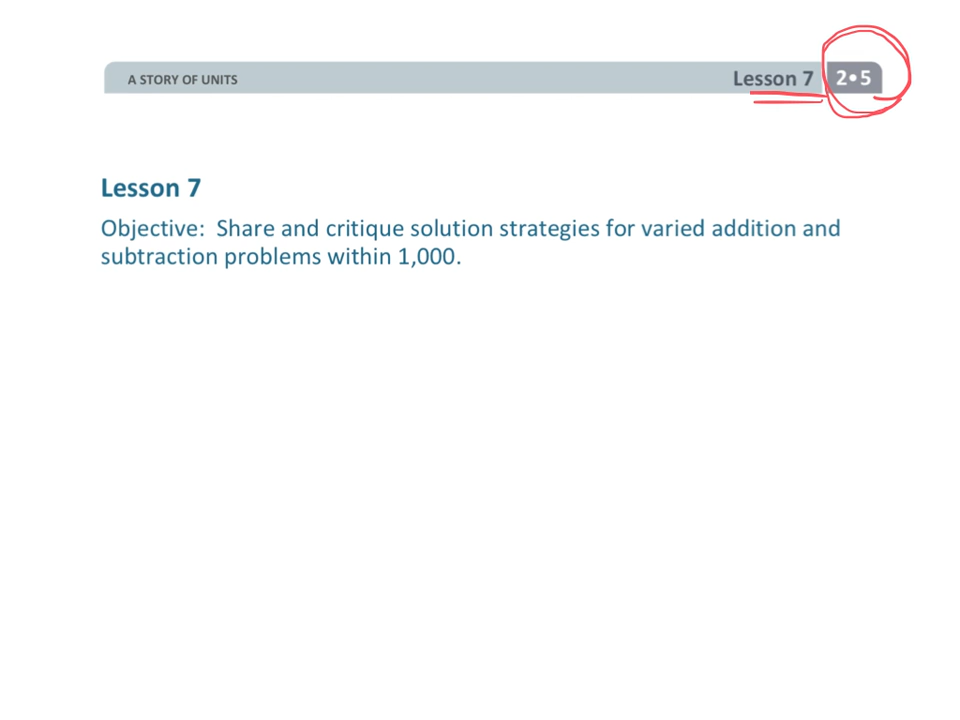 A STORY OF UNITS
Lesson 7 2•5
Lesson 7
Objective:  Share and critique solution strategies for varied addition and
subtraction problems within 1,000.